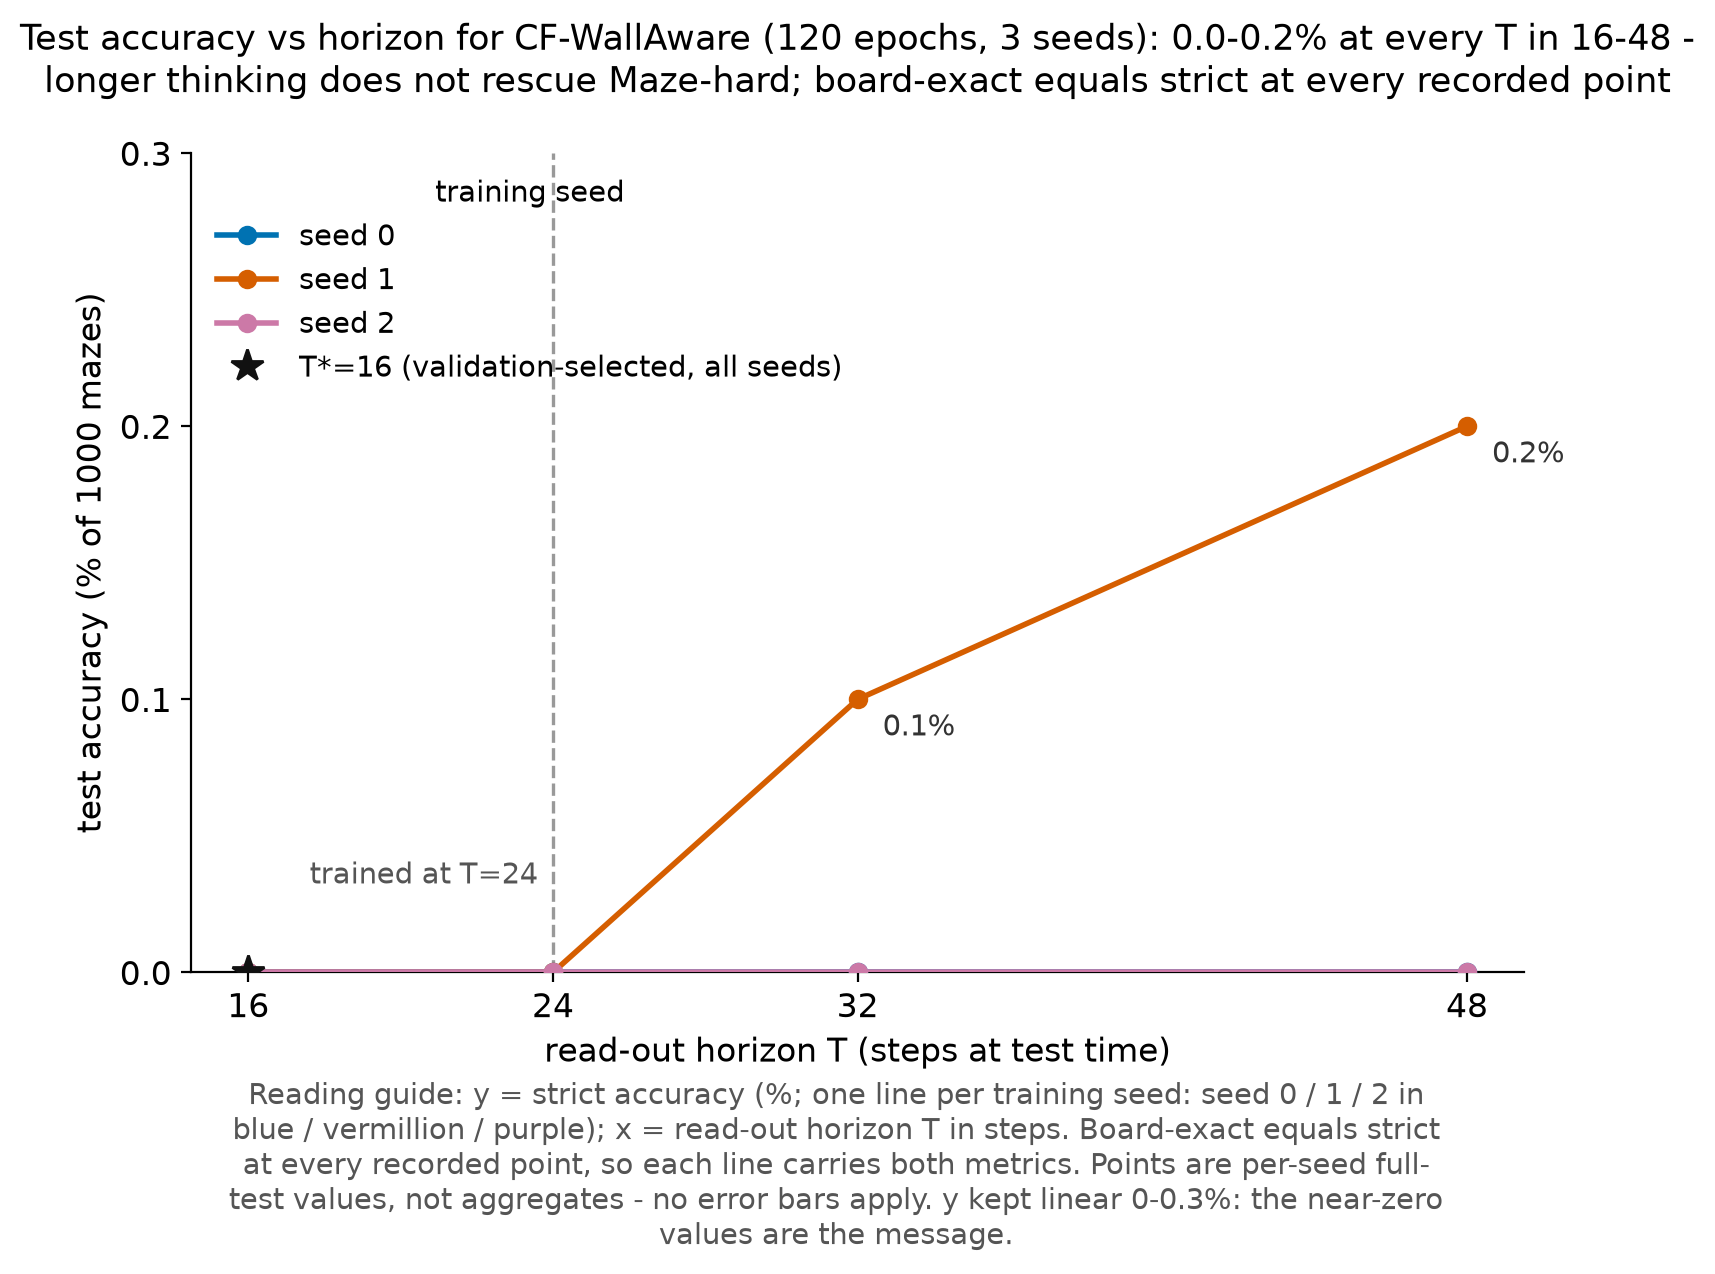 Test accuracy vs horizon for CF-WallAware (120 epochs, 3 seeds): 0.0-0.2% at every T in 16-48 -
longer thinking does not rescue Maze-hard; board-exact equals strict at every recorded point
0.3
0.2
0.1
0.0
test accuracy (% of 1000 mazes)
training seed
seed 0
seed 1
seed 2
T*=16 (validation-selected, all seeds)
0.2%
0.1%
trained at T=24
16
24
32
48
read-out horizon T (steps at test time)
Reading guide: y = strict accuracy (%; one line per training seed: seed 0 / 1 / 2 in
blue / vermillion / purple); x = read-out horizon T in steps. Board-exact equals strict
at every recorded point, so each line carries both metrics. Points are per-seed full-
test values, not aggregates - no error bars apply. y kept linear 0-0.3%: the near-zero
values are the message.